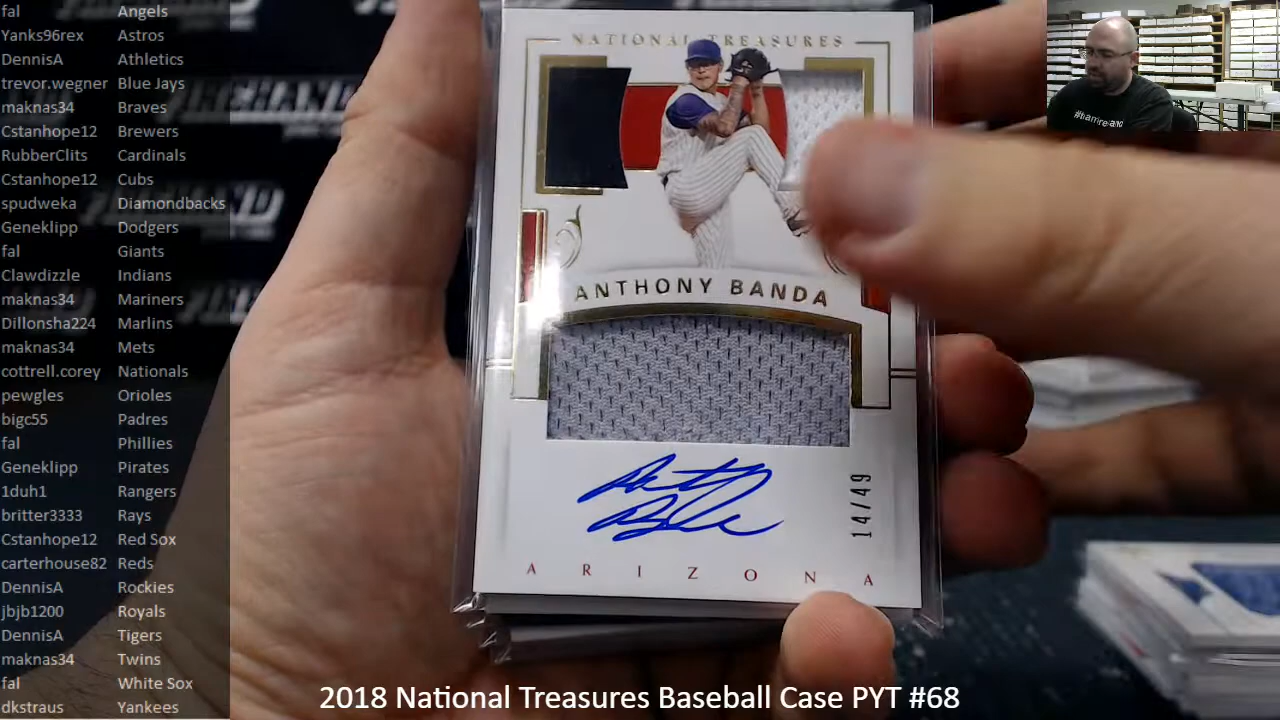 fal Angels
Yanks96rex Astros
DennisA Athletics
trevor.wegner Blue Jays
maknas34 Braves
Cstanhope12 Brewers
RubberClits Cardinals
Cstanhope12 Cubs
spudweka Diamondbacks
Geneklipp Dodgers
fal Giants
Clawdizzle Indians
maknas34 Mariners
Dillonsha224 Marlins
maknas34 Mets
cottrell.corey Nationals
pewgles Orioles
bigc55 Padres
fal Phillies
Geneklipp Pirates
1duh1 Rangers
britter3333 Rays
Cstanhope12 Red Sox
carterhouse82 Reds
DennisA Rockies
jbjb1200 Royals
DennisA Tigers
maknas34 Twins
fal White Sox
dkstraus Yankees
NATIONAL TREASURES
ANTHONY BANDA
14/49
ARIZONA
2018 National Treasures Baseball Case PYT #68